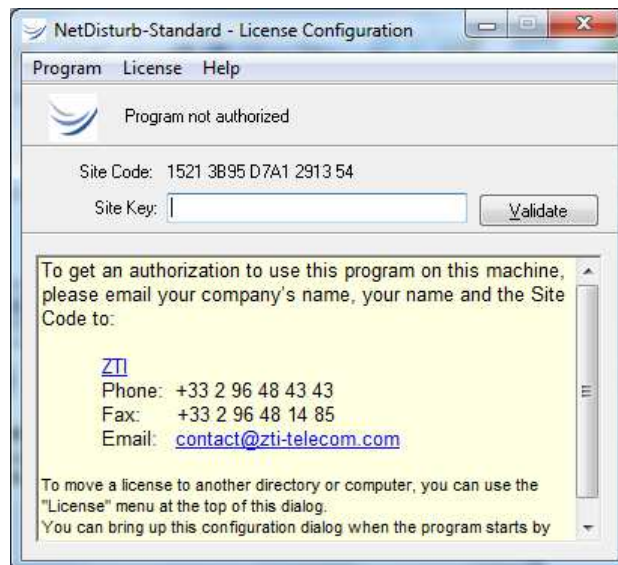 NetDisturb-Standard - License Configuration
Program License Help
Program not authorized
Site Code: 1521 3B95 D7A1 2913 54
Site Key:
Validate
To get an authorization to use this program on this machine,
please email your company's name, your name and the Site
Code to:
ZTI
Phone: +33 2 96 48 43 43
Fax: +33 2 96 48 14 85
Email: contact@zti-telecom.com
To move a license to another directory or computer, you can use the
"License" menu at the top of this dialog.
You can bring up this configuration dialog when the program starts by